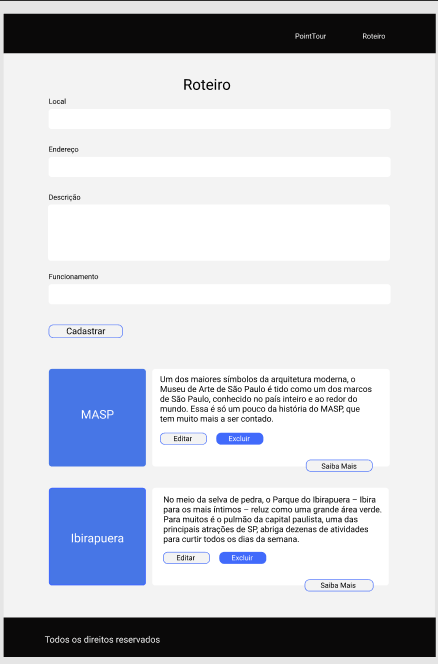 PointTour Roteiro
Roteiro
Local
Endereço
Descrição
Funcionamento
Cadastrar
MASP
Um dos maiores símbolos da arquitetura moderna, o
Museu de Arte de São Paulo é tido como um dos marcos
de São Paulo, conhecido no país inteiro e ao redor do
mundo. Essa é só um pouco da história do MASP, que
tem muito mais a ser contado.
Editar Excluir
Saiba Mais
Ibirapuera
No meio da selva de pedra, o Parque do Ibirapuera – Ibira
para os mais íntimos – reluz como uma grande área verde.
Para muitos é o pulmão da capital paulista, uma das
principais atrações de SP, abriga dezenas de atividades
para curtir todos os dias da semana.
Editar Excluir
Saiba Mais
Todos os direitos reservados